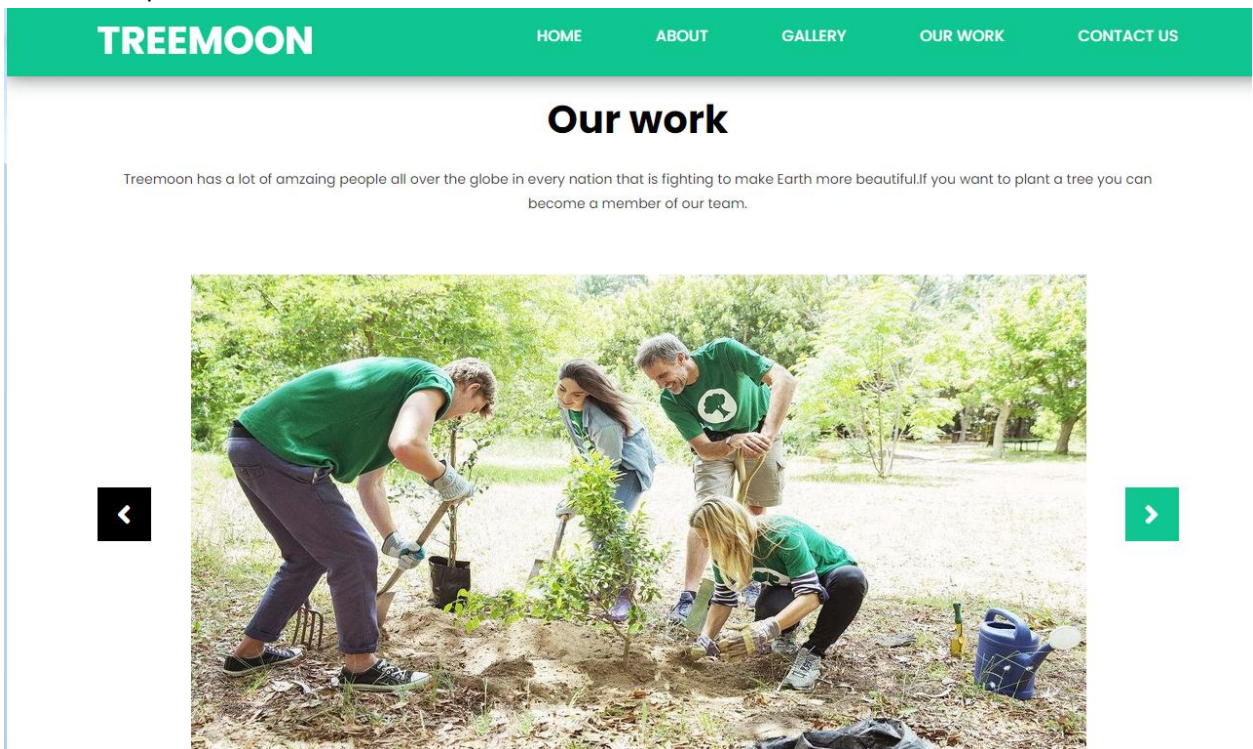 TREEMOON
HOME ABOUT GALLERY OUR WORK CONTACT US
Our work
Treemoon has a lot of amzaing people all over the globe in every nation that is fighting to make Earth more beautiful.If you want to plant a tree you can
become a member of our team.